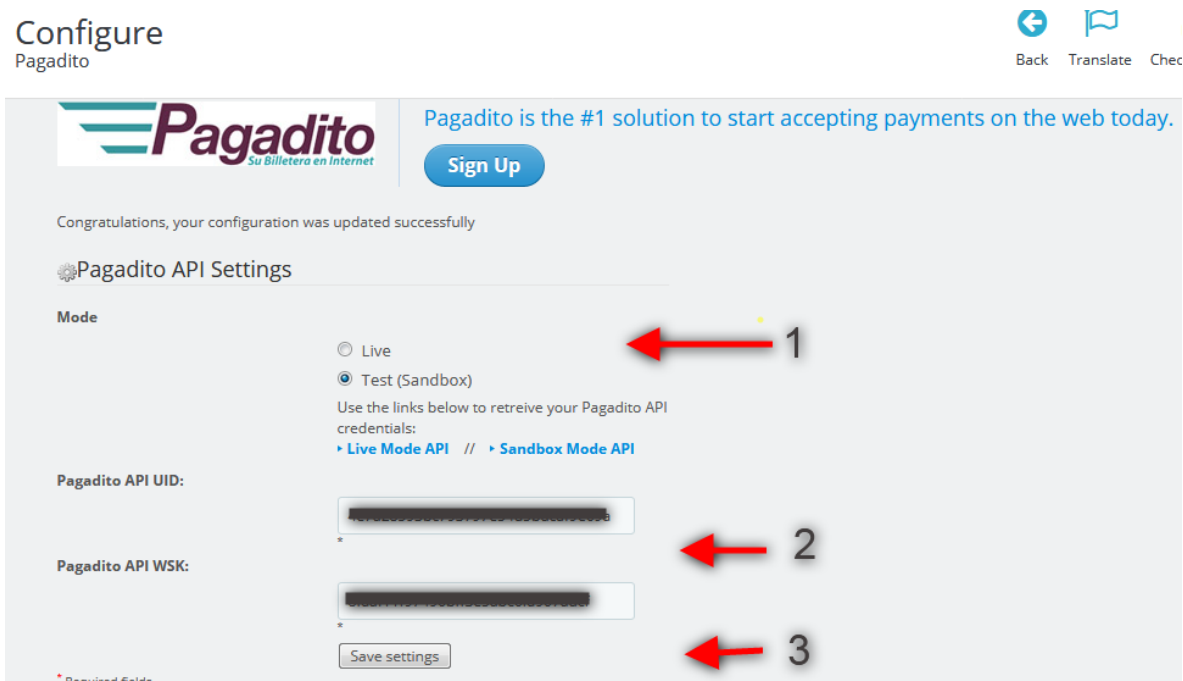 Configure
Pagadito
Back Translate
Pagadito
Su Billetera en Internet
Pagadito is the #1 solution to start accepting payments on the web today.
Sign Up
Congratulations, your configuration was updated successfully
Pagadito API Settings
Mode
Live
1
Test (Sandbox)
Use the links below to retreive your Pagadito API
credentials:
Live Mode API // Sandbox Mode API
Pagadito API UID:
*
2
Pagadito API WSK:
*
Save settings
3
* Required fields